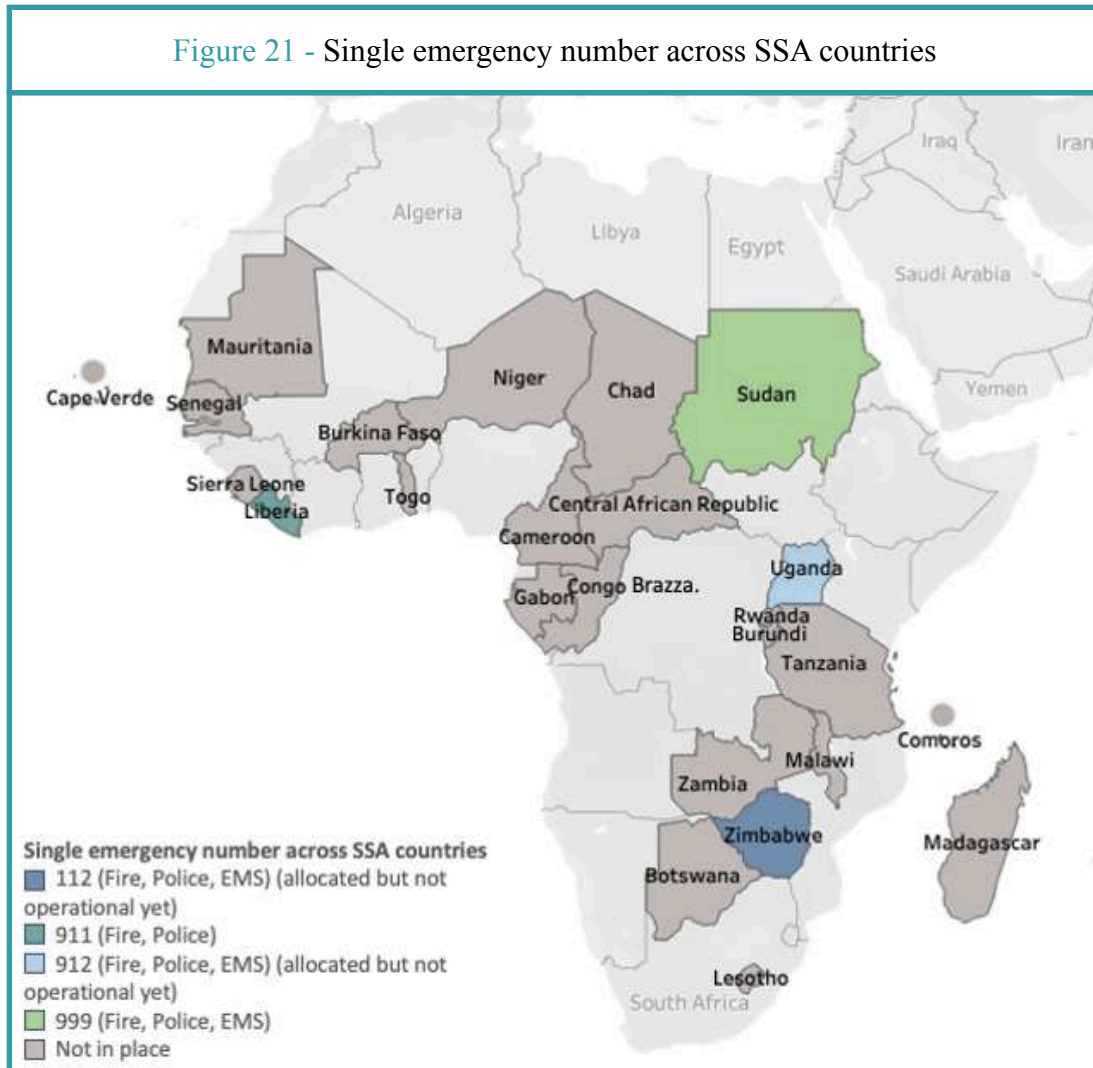 Figure 21 - Single emergency number across SSA countries
Iraq
Iran
Algeria
Libya
Egypt
Saudi Arabia
Mauritania
Niger
Chad
Sudan
Yemen
Cape Verde
Senegal
Burkina Faso
Sierra Leone
Togo
Central African Republic
Liberia
Cameroon
Uganda
Gabon
Congo Brazza.
Rwanda
Burundi
Tanzania
Comoros
Malawi
Zambia
Zimbabwe
Madagascar
Botswana
Lesotho
South Africa
Single emergency number across SSA countries
112 (Fire, Police, EMS) (allocated but not
operational yet)
911 (Fire, Police)
912 (Fire, Police, EMS) (allocated but not
operational yet)
999 (Fire, Police, EMS)
Not in place